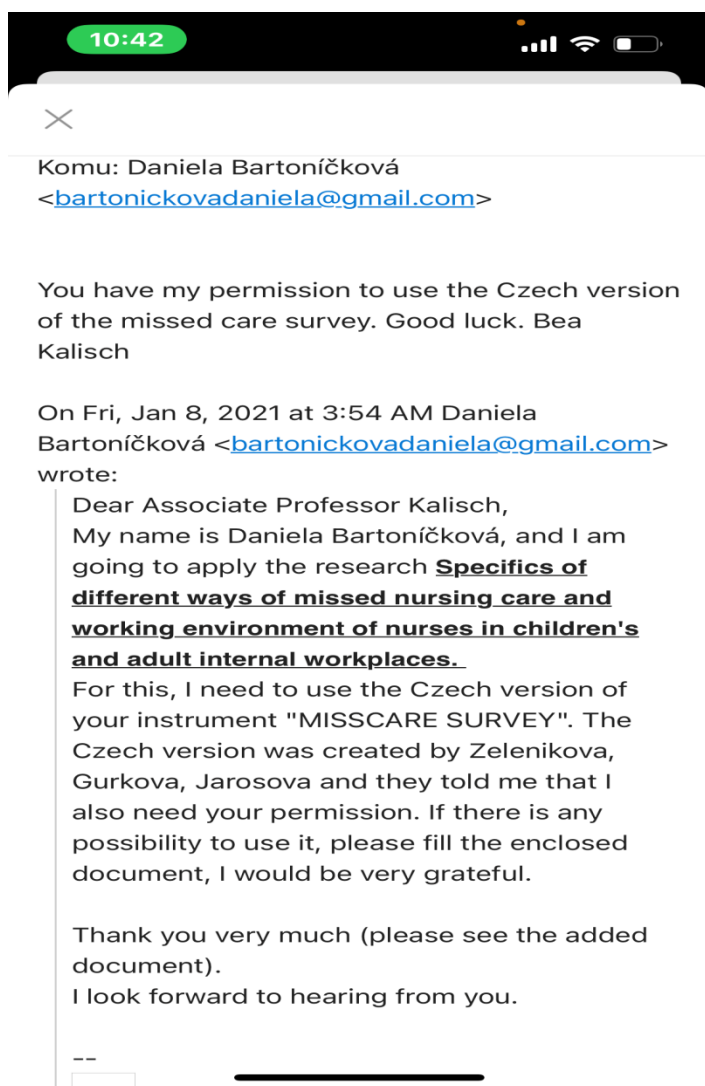 10:42
Komu: Daniela Bartoníčková
<bartonickovadaniela@gmail.com>
You have my permission to use the Czech version
of the missed care survey. Good luck. Bea
Kalisch
On Fri, Jan 8, 2021 at 3:54 AM Daniela
Bartoníčková <bartonickovadaniela@gmail.com>
wrote:
Dear Associate Professor Kalisch,
My name is Daniela Bartoníčková, and I am
going to apply the research Specifics of
different ways of missed nursing care and
working environment of nurses in children's
and adult internal workplaces.
For this, I need to use the Czech version of
your instrument "MISSCARE SURVEY". The
Czech version was created by Zelenikova,
Gurkova, Jarosova and they told me that I
also need your permission. If there is any
possibility to use it, please fill the enclosed
document, I would be very grateful.
Thank you very much (please see the added
document).
I look forward to hearing from you.
--